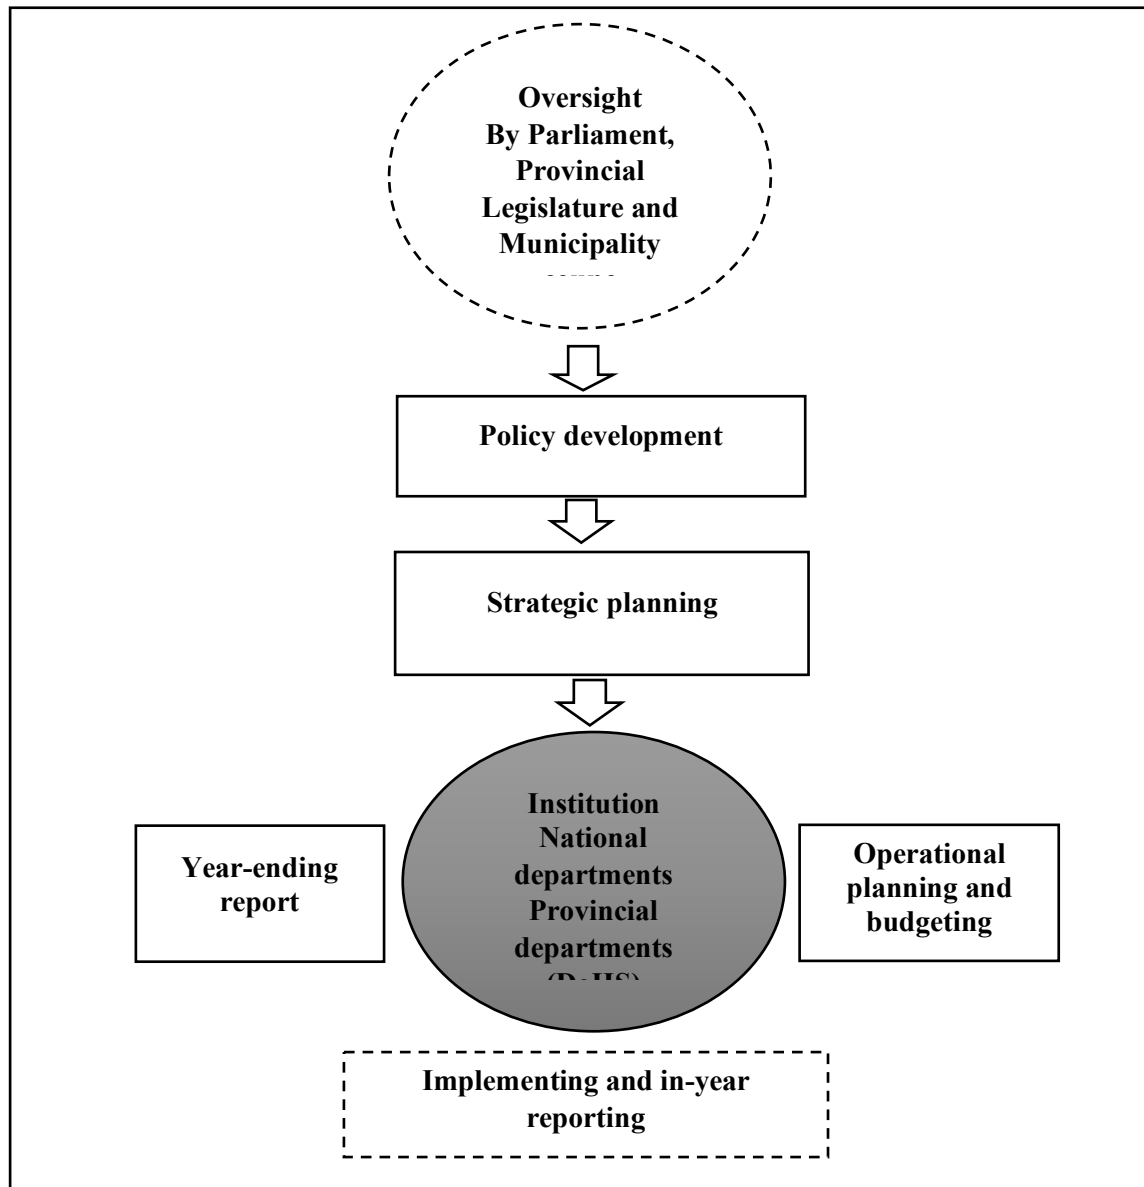 Oversight
By Parliament,
Provincial
Legislature and
Municipality
Policy development
Strategic planning
Institution
National
departments
Provincial
departments
Year-ending
report
Operational
planning and
budgeting
Implementing and in-year
reporting